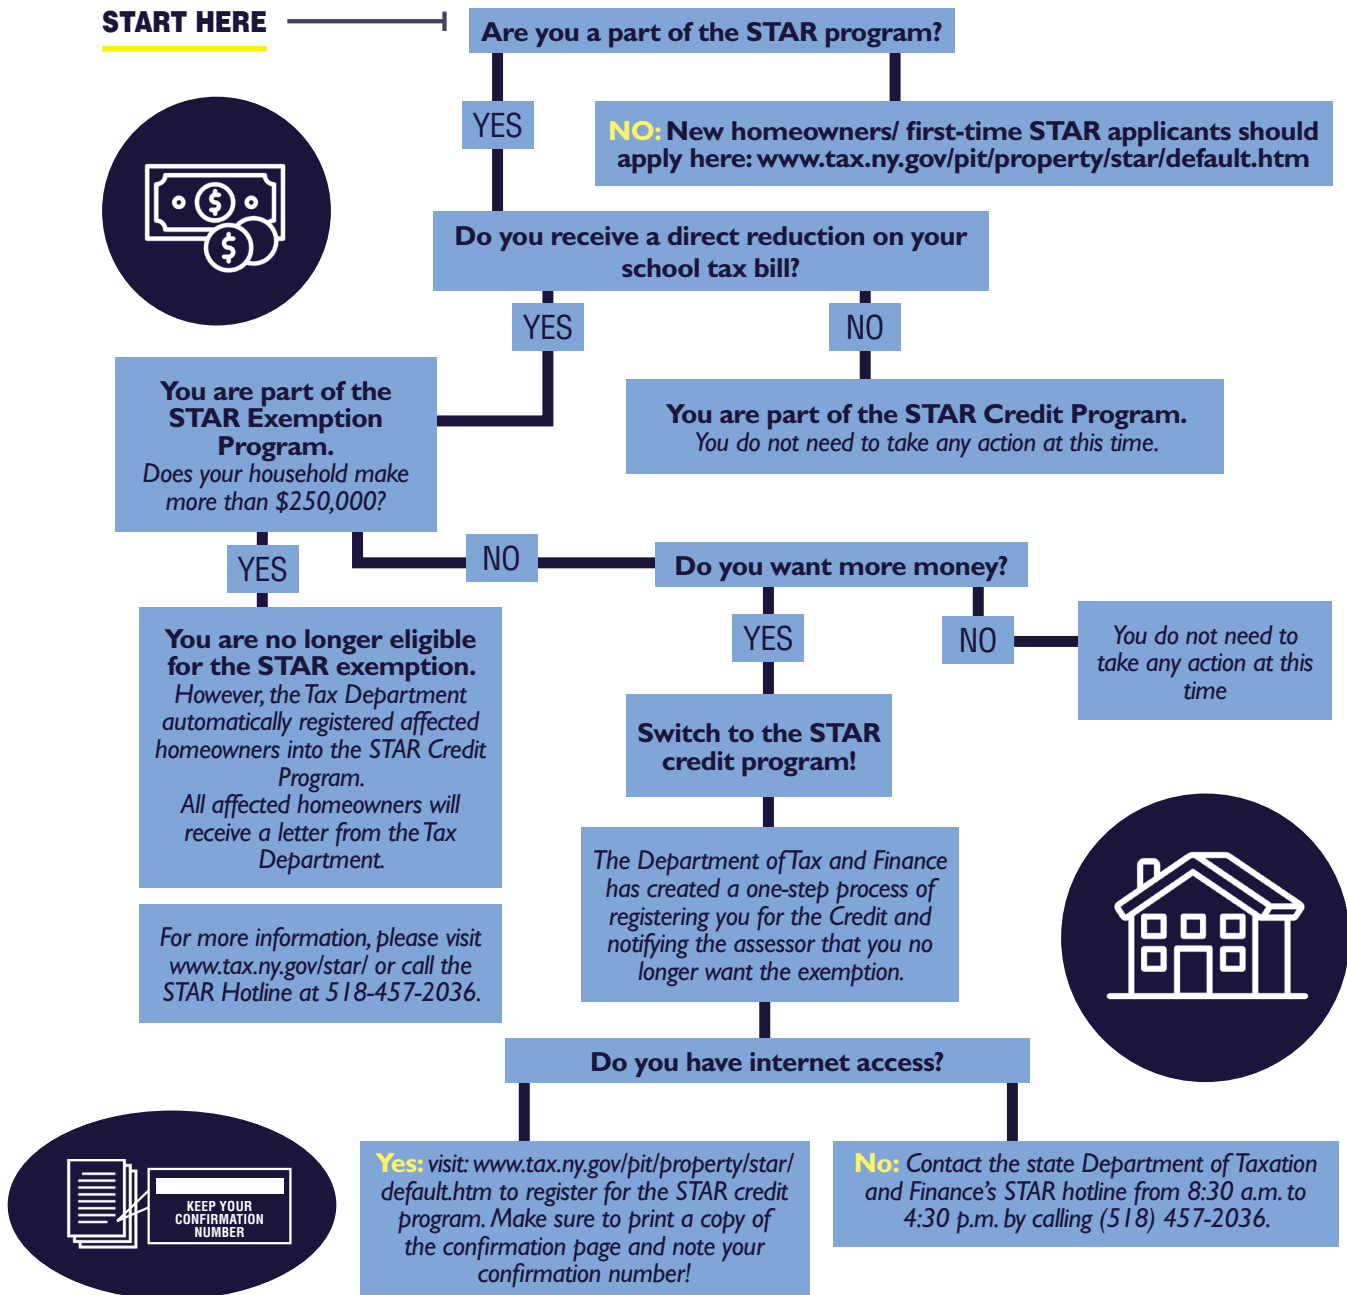 START HERE
Are you a part of the STAR program?
YES
NO: New homeowners/ first-time STAR applicants should
apply here: www.tax.ny.gov/pit/property/star/default.htm
$
$
Do you receive a direct reduction on your
school tax bill?
YES
NO
You are part of the
STAR Exemption
Program.
Does your household make
more than $250,000?
You are part of the STAR Credit Program.
You do not need to take any action at this time.
YES
NO
Do you want more money?
You are no longer eligible
for the STAR exemption.
However, the Tax Department
automatically registered affected
homeowners into the STAR Credit
Program.
All affected homeowners will
receive a letter from the Tax
Department.
YES
NO
You do not need to
take any action at this
time
Switch to the STAR
credit program!
The Department of Tax and Finance
has created a one-step process of
registering you for the Credit and
notifying the assessor that you no
longer want the exemption.
For more information, please visit
www.tax.ny.gov/star/ or call the
STAR Hotline at 518-457-2036.
Do you have internet access?
KEEP YOUR
CONFIRMATION
NUMBER
Yes: visit: www.tax.ny.gov/pit/property/star/
default.htm to register for the STAR credit
program. Make sure to print a copy of
the confirmation page and note your
confirmation number!
No: Contact the state Department of Taxation
and Finance's STAR hotline from 8:30 a.m. to
4:30 p.m. by calling (518) 457-2036.